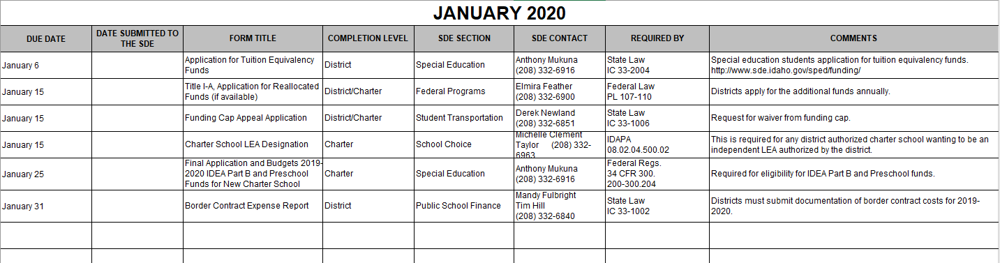 JANUARY 2020
DUE DATE
DATE SUBMITTED TO
THE SDE
FORM TITLE
COMPLETION LEVEL
SDE SECTION
SDE CONTACT
REQUIRED BY
COMMENTS
January 6
Application for Tuition Equivalency
Funds
District
Special Education
Anthony Mukuna
(208) 332-6916
State Law
IC 33-2004
Special education students application for tuition equivalency funds.
http://www.sde.idaho.gov/sped/funding/
January 15
Title I-A, Application for Reallocated
Funds (if available)
District/Charter
Federal Programs
Elmira Feather
(208) 332-6900
Federal Law
PL 107-110
Districts apply for the additional funds annually.
January 15
Funding Cap Appeal Application
District/Charter
Student Transportation
Derek Newland
(208) 332-6851
State Law
IC 33-1006
Request for waiver from funding cap.
January 15
Charter School LEA Designation
Charter
School Choice
Michelle Clement
Taylor (208) 332-
6963
IDAPA
08.02.04.500.02
This is required for any district authorized charter school wanting to be an
independent LEA authorized by the district.
January 25
Final Application and Budgets 2019-
2020 IDEA Part B and Preschool
Funds for New Charter School
Charter
Special Education
Anthony Mukuna
(208) 332-6916
Federal Regs.
34 CFR 300.
200-300.204
Required for eligibility for IDEA Part B and Preschool funds.
January 31
Border Contract Expense Report
District
Public School Finance
Mandy Fulbright
Tim Hill
(208) 332-6840
State Law
IC 33-1002
Districts must submit documentation of border contract costs for 2019-
2020.